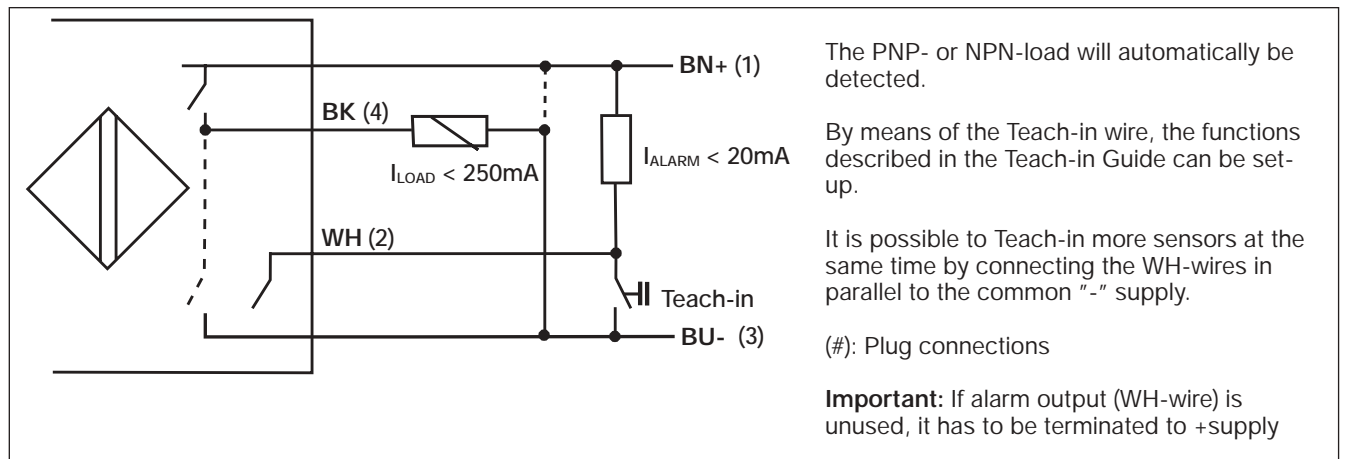 BN+ (1)
BK (4)
I LOAD < 250mA
I ALARM < 20mA
WH (2)
Teach-in
BU- (3)
The PNP- or NPN-load will automatically be
detected.
By means of the Teach-in wire, the functions
described in the Teach-in Guide can be set-
up.
It is possible to Teach-in more sensors at the
same time by connecting the WH-wires in
parallel to the common "-" supply.
(#): Plug connections
Important: If alarm output (WH-wire) is
unused, it has to be terminated to +supply